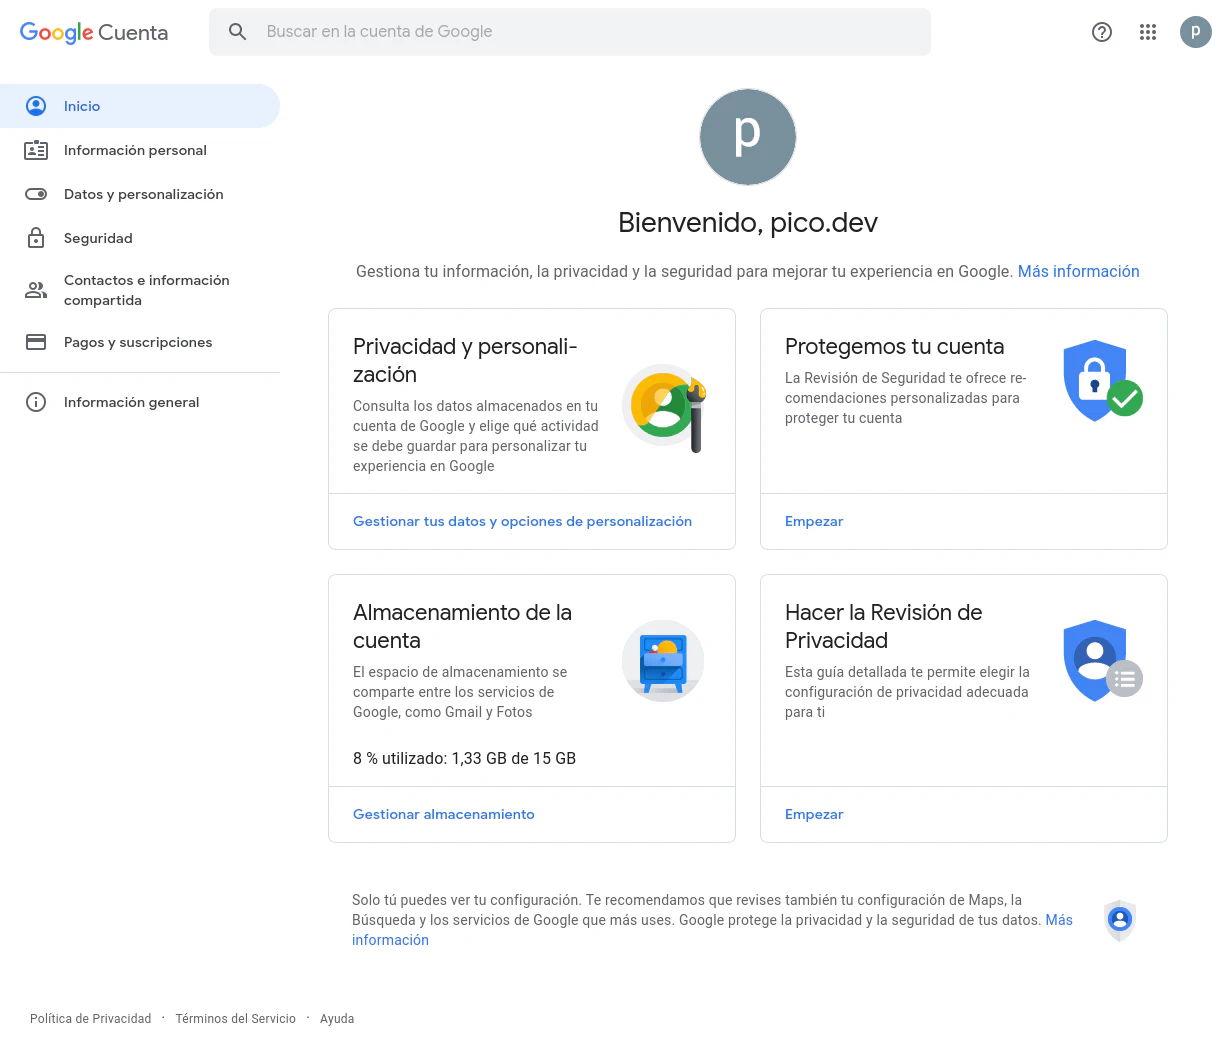 Google Cuenta
Buscar en la cuenta de Google
p
Inicio
Información personal
Datos y personalización
Seguridad
Contactos e información
compartida
Pagos y suscripciones
Información general
p
Bienvenido, pico.dev
Gestiona tu información, la privacidad y la seguridad para mejorar tu experiencia en Google. Más información
Privacidad y personali-
zación
Consulta los datos almacenados en tu
cuenta de Google y elige qué actividad
se debe guardar para personalizar tu
experiencia en Google
Gestionar tus datos y opciones de personalización
Protegemos tu cuenta
La Revisión de Seguridad te ofrece re-
comendaciones personalizadas para
proteger tu cuenta
Empezar
Almacenamiento de la
cuenta
El espacio de almacenamiento se
comparte entre los servicios de
Google, como Gmail y Fotos
8 % utilizado: 1,33 GB de 15 GB
Gestionar almacenamiento
Hacer la Revisión de
Privacidad
Esta guía detallada te permite elegir la
configuración de privacidad adecuada
para ti
Empezar
Solo tú puedes ver tu configuración. Te recomendamos que revises también tu configuración de Maps, la
Búsqueda y los servicios de Google que más uses. Google protege la privacidad y la seguridad de tus datos. Más
información
Política de Privacidad · Términos del Servicio · Ayuda